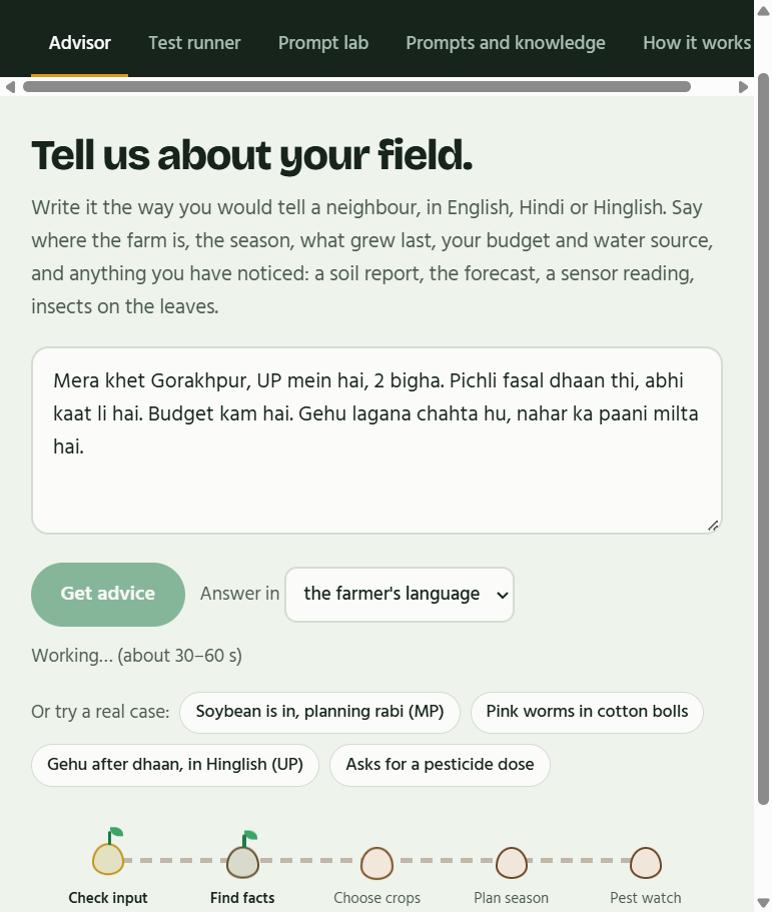 Advisor Test runner Prompt lab Prompts and knowledge How it works
Tell us about your field.
Write it the way you would tell a neighbour, in English, Hindi or Hinglish. Say
where the farm is, the season, what grew last, your budget and water source,
and anything you have noticed: a soil report, the forecast, a sensor reading,
insects on the leaves.
Mera khet Gorakhpur, UP mein hai, 2 bigha. Pichli fasal dhaan thi, abhi
kaat li hai. Budget kam hai. Gehu lagana chahta hu, nahar ka paani milta
hai.
Get advice Answer in the farmer's language
Working... (about 30–60 s)
Or try a real case: Soybean is in, planning rabi (MP) Pink worms in cotton bolls
Gehu after dhaan, in Hinglish (UP) Asks for a pesticide dose
Check input Find facts Choose crops Plan season Pest watch